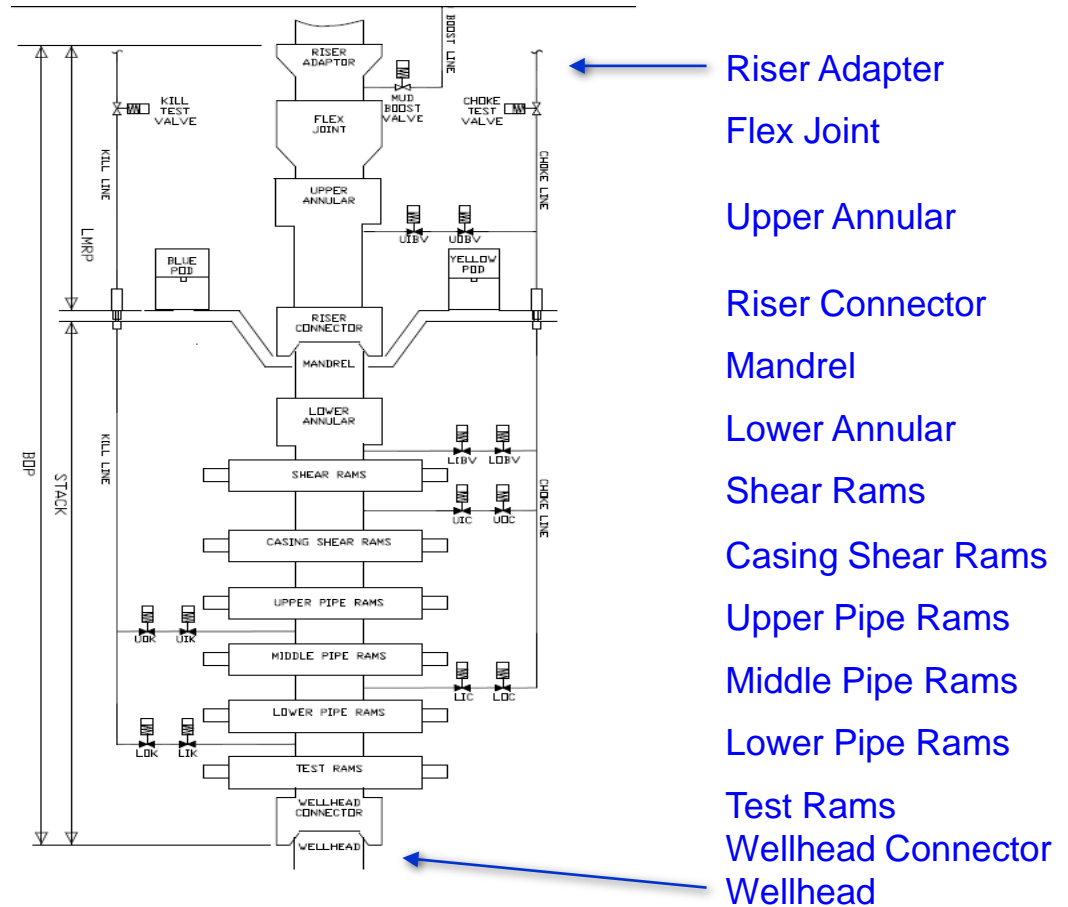 BOOST LINE
RISER
ADAPTOR
MUD
BOOST
VALVE
KILL
TEST
VALVE
CHOKE
TEST
VALVE
FLEX
JOINT
KILL LINE
CHOKE LINE
UPPER
ANNULAR
UIBV
UOBV
LMRP
BLUE
POD
YELLOW
POD
RISER
CONNECTOR
MANDREL
LOWER
ANNULAR
KILL LINE
CHOKE LINE
LIBV
LOBV
BOP
STACK
SHEAR RAMS
UIC
UOC
CASING SHEAR RAMS
UPPER PIPE RAMS
UOK
UIK
MIDDLE PIPE RAMS
LIC
LOC
LOWER PIPE RAMS
LOK
LIK
TEST RAMS
WELLHEAD
CONNECTOR
WELLHEAD
Riser Adapter
Flex Joint
Upper Annular
Riser Connector
Mandrel
Lower Annular
Shear Rams
Casing Shear Rams
Upper Pipe Rams
Middle Pipe Rams
Lower Pipe Rams
Test Rams
Wellhead Connector
Wellhead